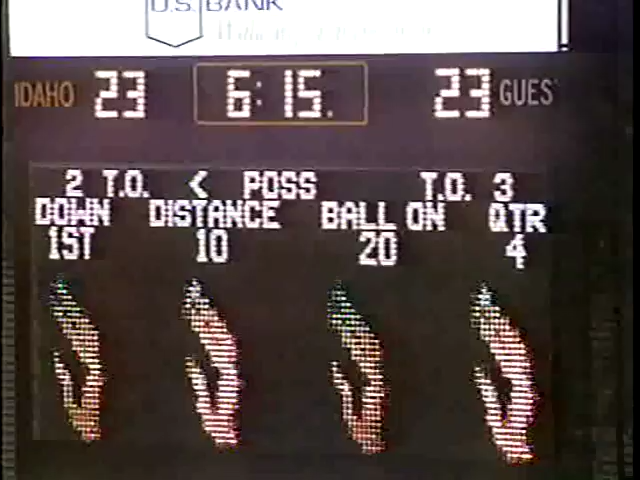 U.S. BANK
IDAHO 23 6:15. 23 GUES
2 T.O. < POSS T.O. 3
DOWN DISTANCE BALL ON QTR
1ST 10 20 4